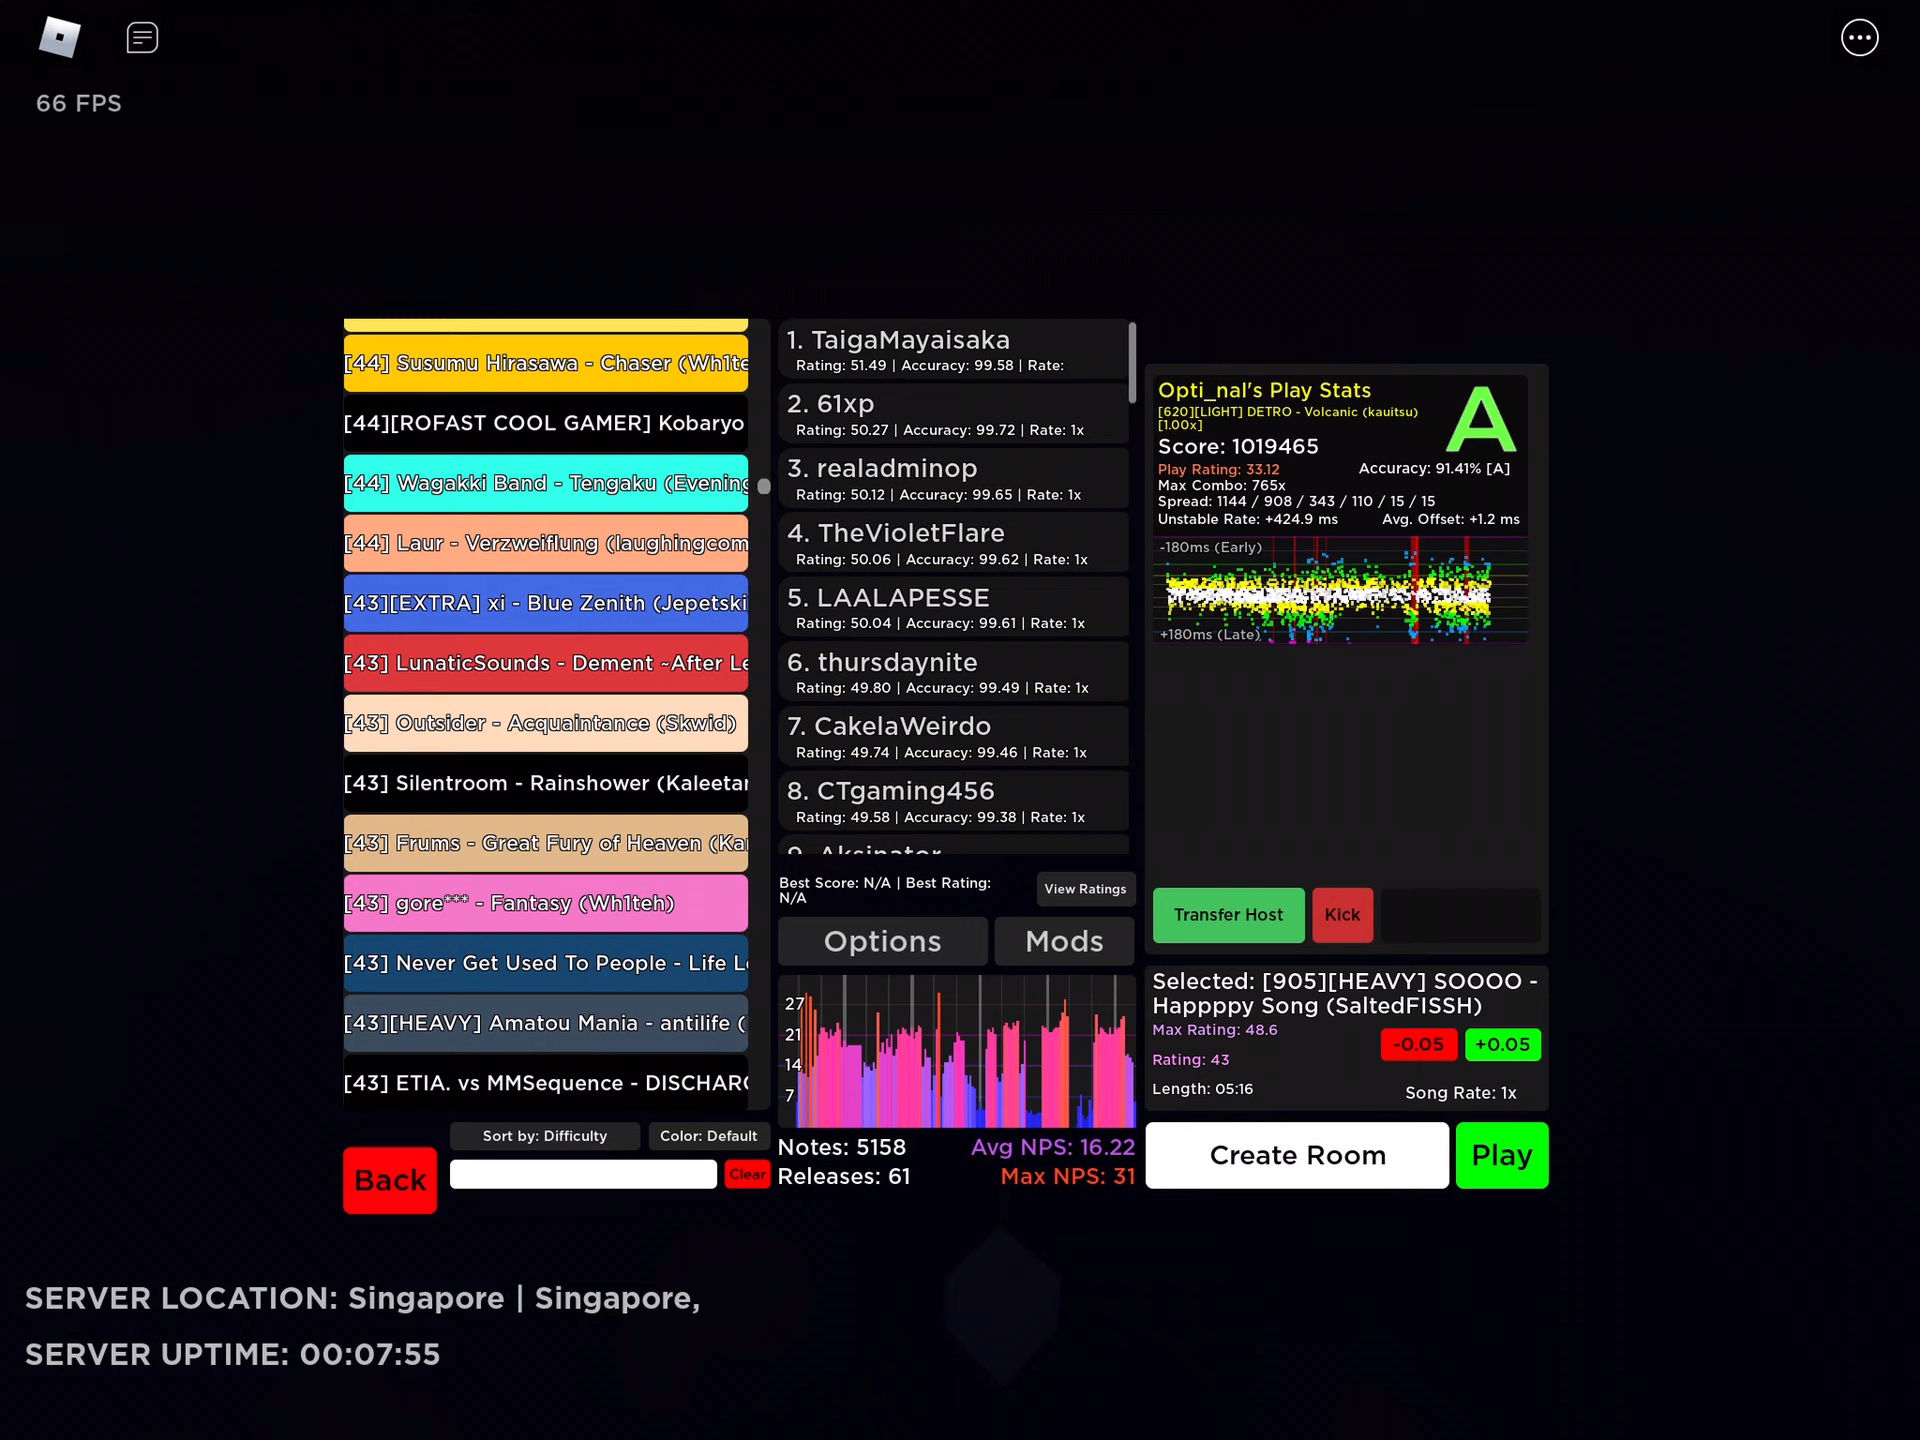 66 FPS
[44] Susumu Hirasawa - Chaser (Wh1te
[44][ROFAST COOL GAMER] Kobaryo
[44] Wagakki Band - Tengaku (Evening
[44] Laur - Verzweiflung (laughingcom
[43][EXTRA] xi - Blue Zenith (Jepetski
[43] LunaticSounds - Dement ~After Le
[43] Outsider - Acquaintance (Skwid)
[43] Silentroom - Rainshower (Kaleetan
[43] Frums - Great Fury of Heaven (Kai
[43] gore*** - Fantasy (Wh1teh)
[43] Never Get Used To People - Life Le
[43][HEAVY] Amatou Mania - antilife (
[43] ETIA. vs MMSequence - DISCHARG
Sort by: Difficulty
Color: Default
Back
Clear
1. TaigaMayaisaka
Rating: 51.49 | Accuracy: 99.58 | Rate:
2. 61xp
Rating: 50.27 | Accuracy: 99.72 | Rate: 1x
3. realadminop
Rating: 50.12 | Accuracy: 99.65 | Rate: 1x
4. TheVioletFlare
Rating: 50.06 | Accuracy: 99.62 | Rate: 1x
5. LAALAPESSE
Rating: 50.04 | Accuracy: 99.61 | Rate: 1x
6. thursdaynite
Rating: 49.80 | Accuracy: 99.49 | Rate: 1x
7. CakelaWeirdo
Rating: 49.74 | Accuracy: 99.46 | Rate: 1x
8. CTgaming456
Rating: 49.58 | Accuracy: 99.38 | Rate: 1x
9. Aksinator
Best Score: N/A | Best Rating:
N/A
View Ratings
Options
Mods
27
21
14
7
Notes: 5158
Avg NPS: 16.22
Releases: 61
Max NPS: 31
Opti_nal's Play Stats
[620][LIGHT] DETRO - Volcanic (kauitsu)
[1.00x]
A
Score: 1019465
Play Rating: 33.12
Accuracy: 91.41% [A]
Max Combo: 765x
Spread: 1144 / 908 / 343 / 110 / 15 / 15
Unstable Rate: +424.9 ms
Avg. Offset: +1.2 ms
-180ms (Early)
+180ms (Late)
Transfer Host
Kick
Selected: [905][HEAVY] SOOOO -
Happppy Song (SaltedFISSH)
Max Rating: 48.6
-0.05
+0.05
Rating: 43
Length: 05:16
Song Rate: 1x
Create Room
Play
SERVER LOCATION: Singapore | Singapore,
SERVER UPTIME: 00:07:55